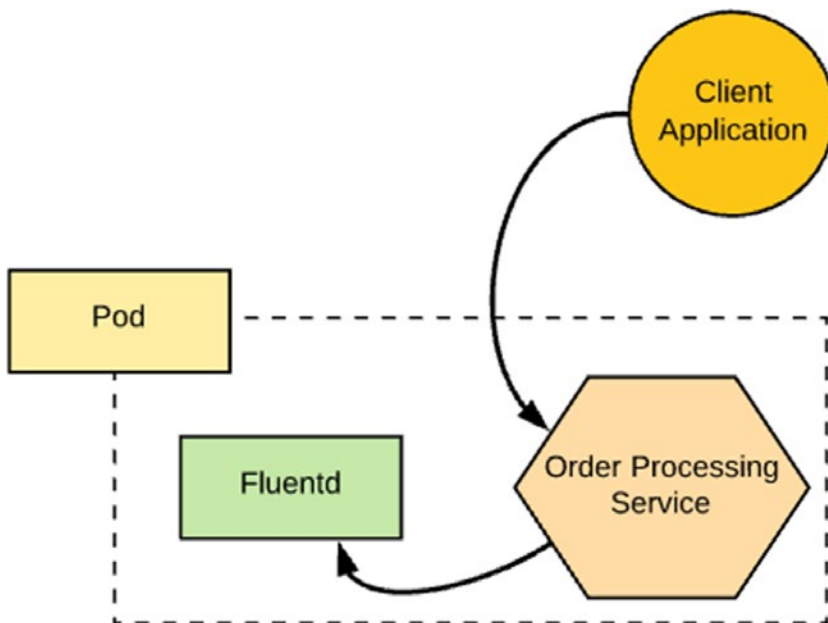 Client
Application
Pod
Fluentd
Order Processing
Service